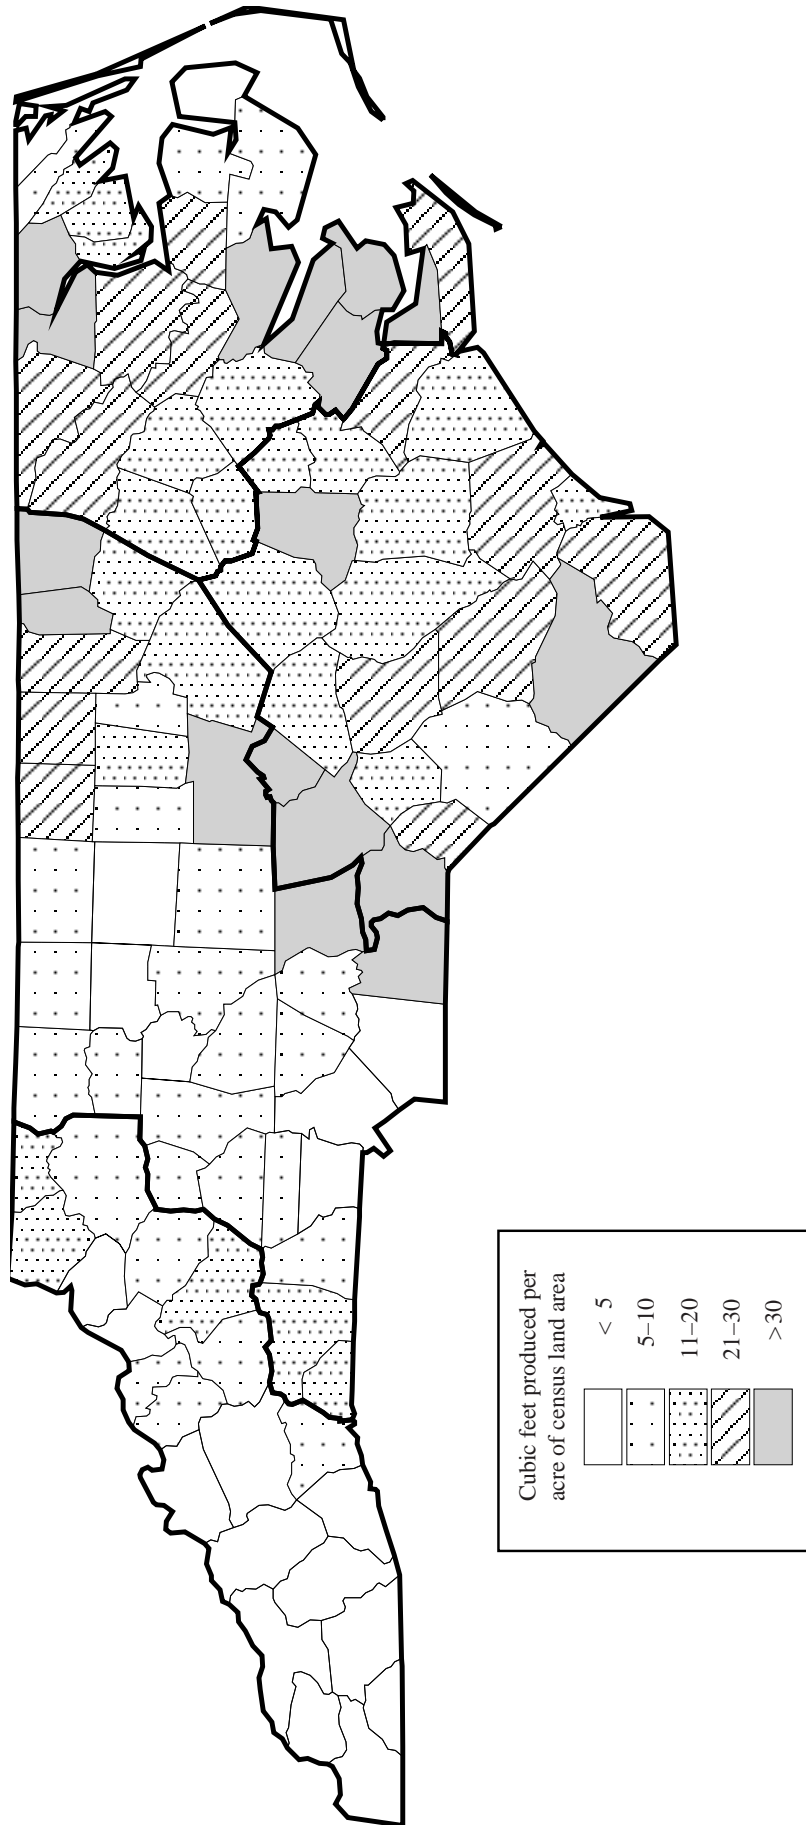 Cubic feet produced per
acre of census land area
< 5
5–10
11–20
21–30
>30